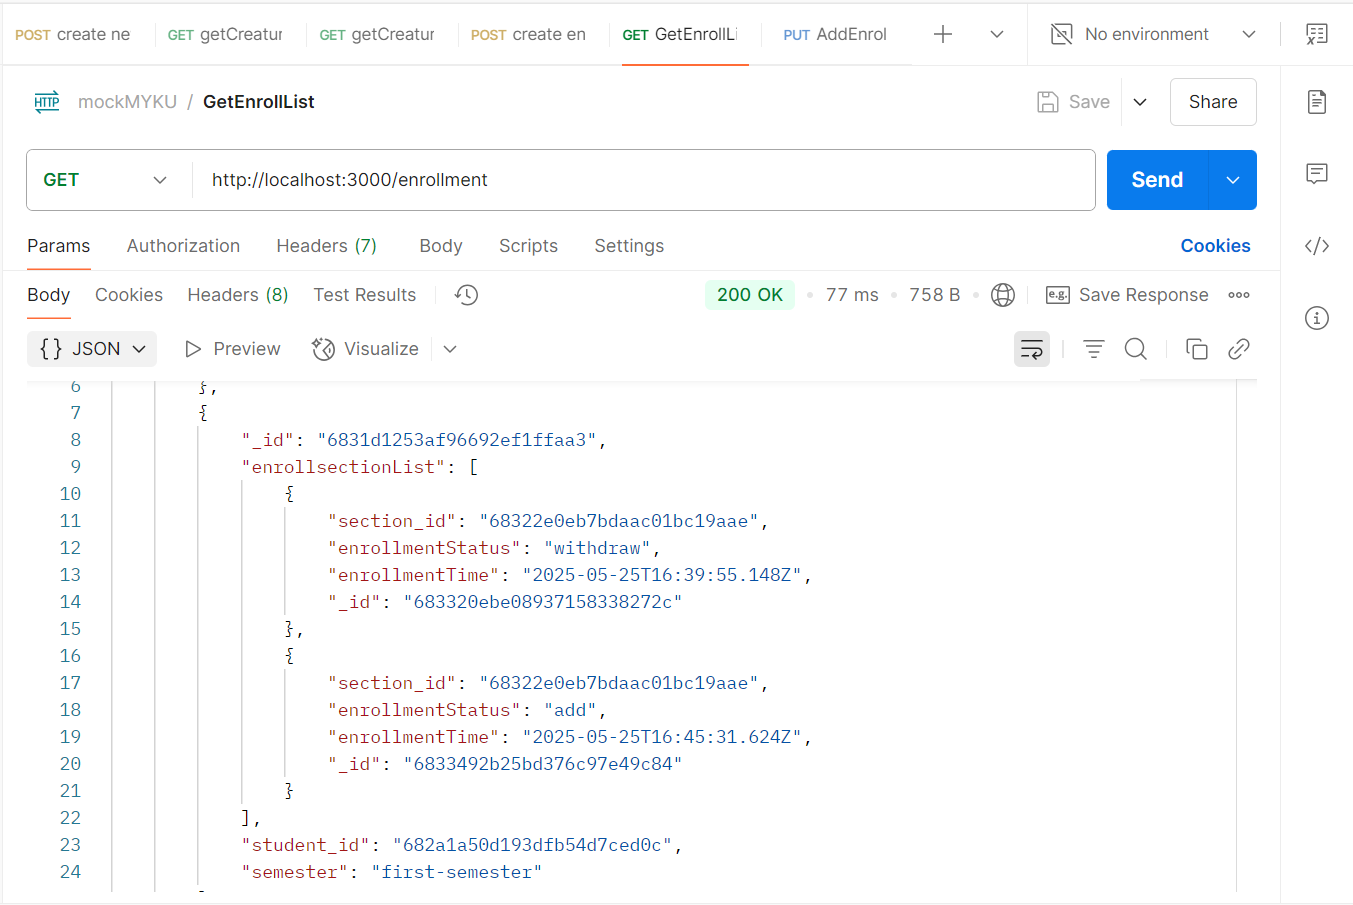 POST create ne GET getCreatur GET getCreatur POST create en GET GetEnrollLi PUT AddEnrol No environment
HTTP mockMYKU / GetEnrollList Save Share
GET http://localhost:3000/enrollment Send
Params Authorization Headers (7) Body Scripts Settings Cookies
Body Cookies Headers (8) Test Results 200 OK 77 ms 758 B e.g. Save Response
{} JSON Preview Visualize
6 },
7 {
8 "_id": "6831d1253af96692ef1ffaa3",
9 "enrollsectionList": [
10 {
11 "section_id": "68322e0eb7bdaac01bc19aae",
12 "enrollmentStatus": "withdraw",
13 "enrollmentTime": "2025-05-25T16:39:55.148Z",
14 "_id": "683320ebe08937158338272c"
15 },
16 {
17 "section_id": "68322e0eb7bdaac01bc19aae",
18 "enrollmentStatus": "add",
19 "enrollmentTime": "2025-05-25T16:45:31.624Z",
20 "_id": "6833492b25bd376c97e49c84"
21 }
22 ],
23 "student_id": "682a1a50d193dfb54d7ced0c",
24 "semester": "first-semester"